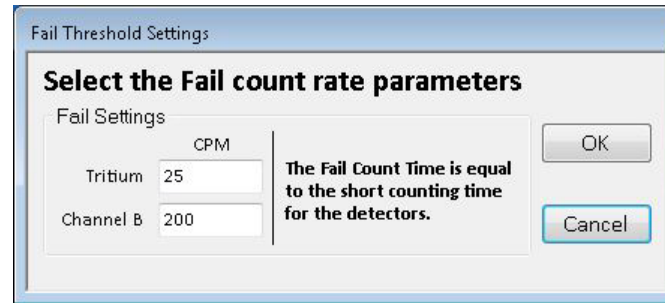 Fail Threshold Settings
Select the Fail count rate parameters
Fail Settings
CPM
Tritium 25
Channel B 200
The Fail Count Time is equal
to the short counting time
for the detectors.
OK
Cancel